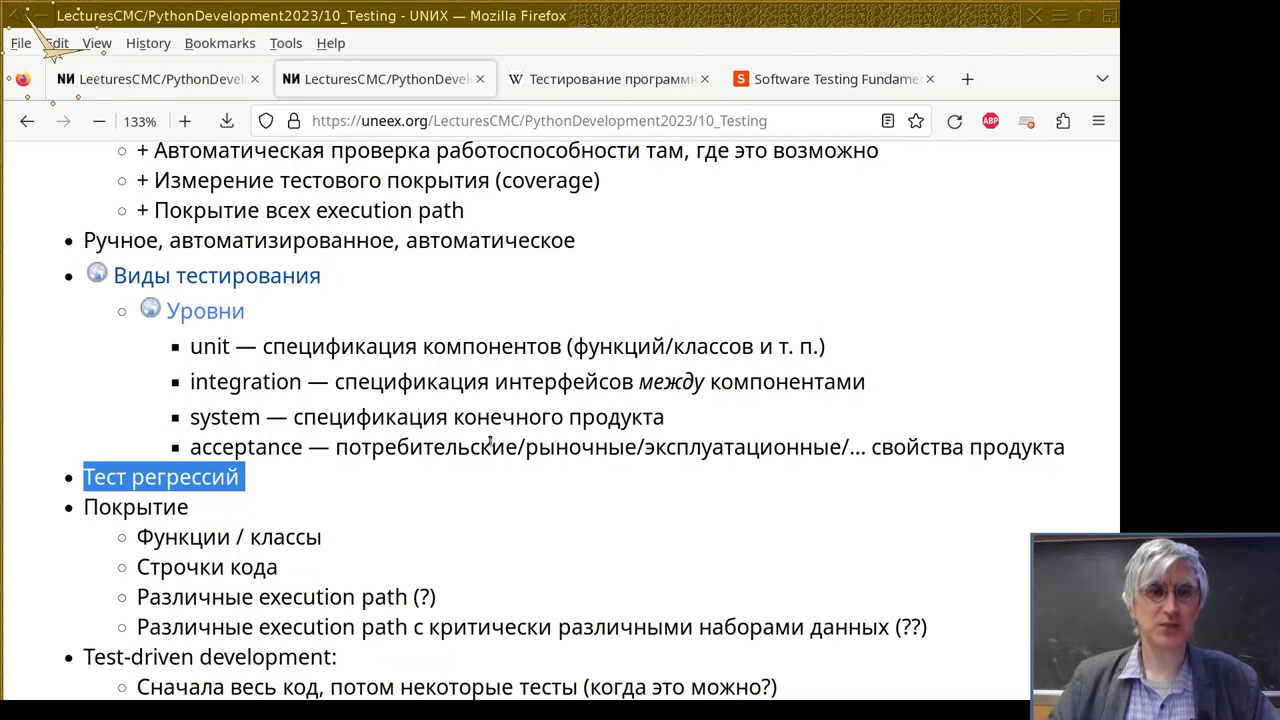 LecturesCMC/PythonDevelopment2023/10_Testing - UNИX — Mozilla Firefox
File Edit View History Bookmarks Tools Help
NИ LecturesCMC/PythonDevel
NИ LecturesCMC/PythonDevel
W Тестирование программн
S Software Testing Fundame
133%
https://uneex.org/LecturesCMC/PythonDevelopment2023/10_Testing
ABP
+ Автоматическая проверка работоспособности там, где это возможно
+ Измерение тестового покрытия (coverage)
+ Покрытие всех execution path
Ручное, автоматизированное, автоматическое
Виды тестирования
Уровни
unit — спецификация компонентов (функций/классов и т. п.)
integration — спецификация интерфейсов между компонентами
system — спецификация конечного продукта
acceptance — потребительские/рыночные/эксплуатационные/... свойства продукта
Тест регрессий
Покрытие
Функции / классы
Строчки кода
Различные execution path (?)
Различные execution path с критически различными наборами данных (??)
Test-driven development:
Сначала весь код, потом некоторые тесты (когда это можно?)